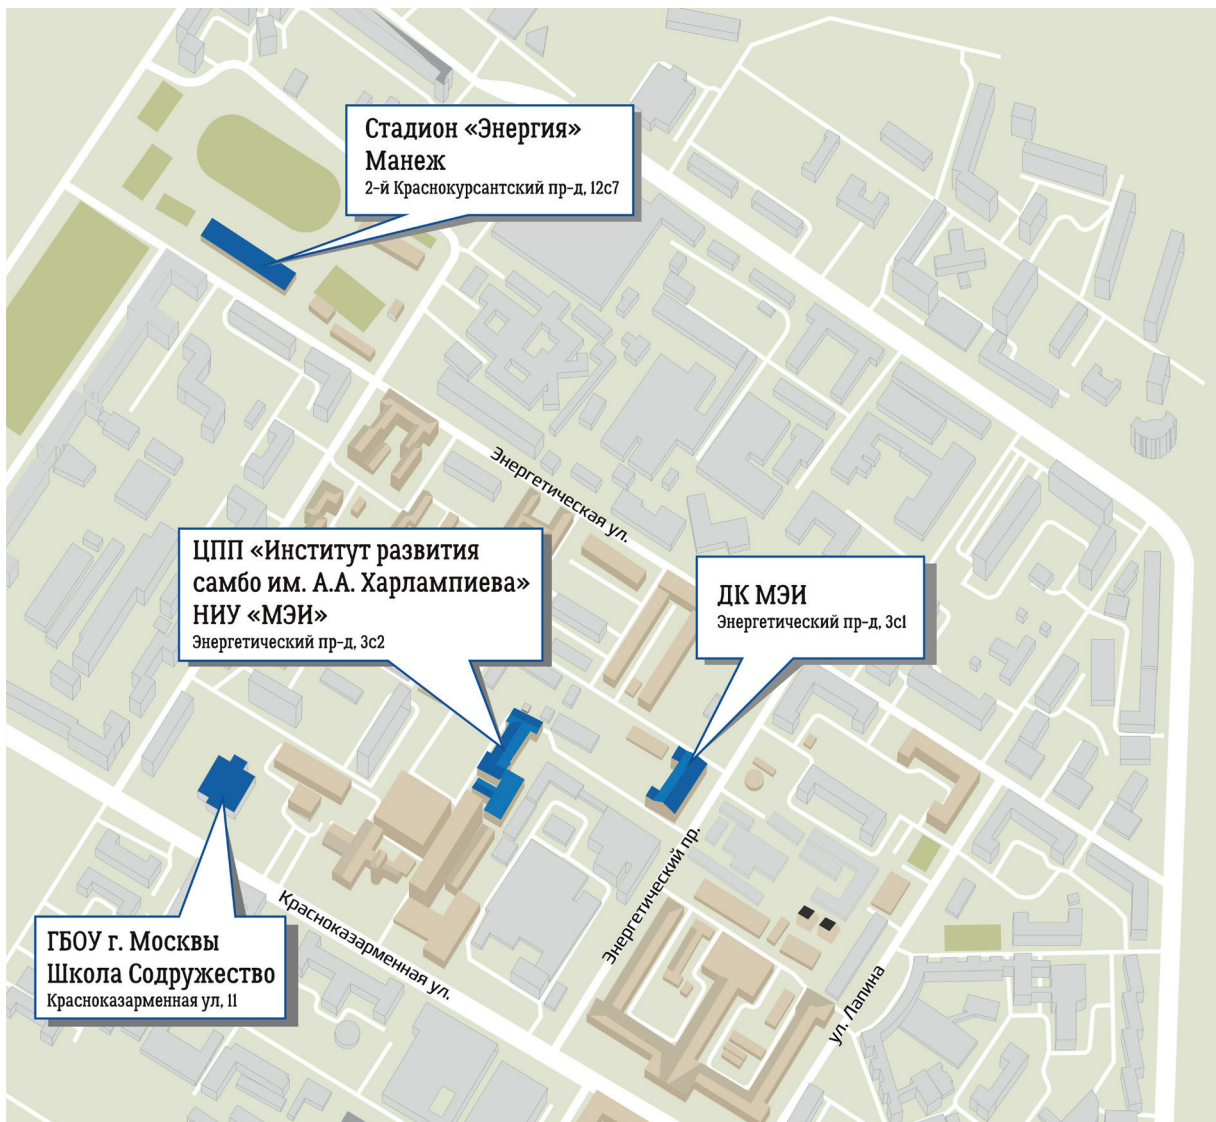 Стадион «Энергия»
Манеж
2-й Краснокурсантский пр-д, 12с7
Энергетическая ул.
ЦПП «Институт развития
самбо им. А.А. Харлампиева»
НИУ «МЭИ»
Энергетический пр-д, 3с2
ДК МЭИ
Энергетический пр-д, 3с1
Энергетический пр.
Красноказарменная ул.
ГБОУ г. Москвы
Школа Содружество
Красноказарменная ул, 11
ул. Лапина